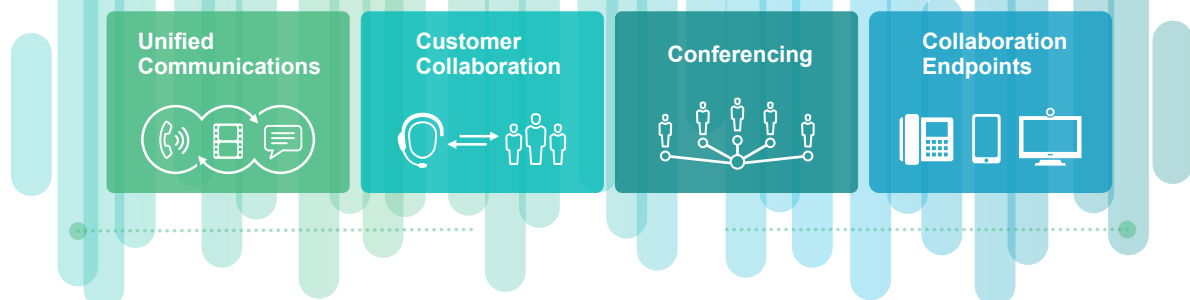 Unified
Communications
Customer
Collaboration
Conferencing
Collaboration
Endpoints